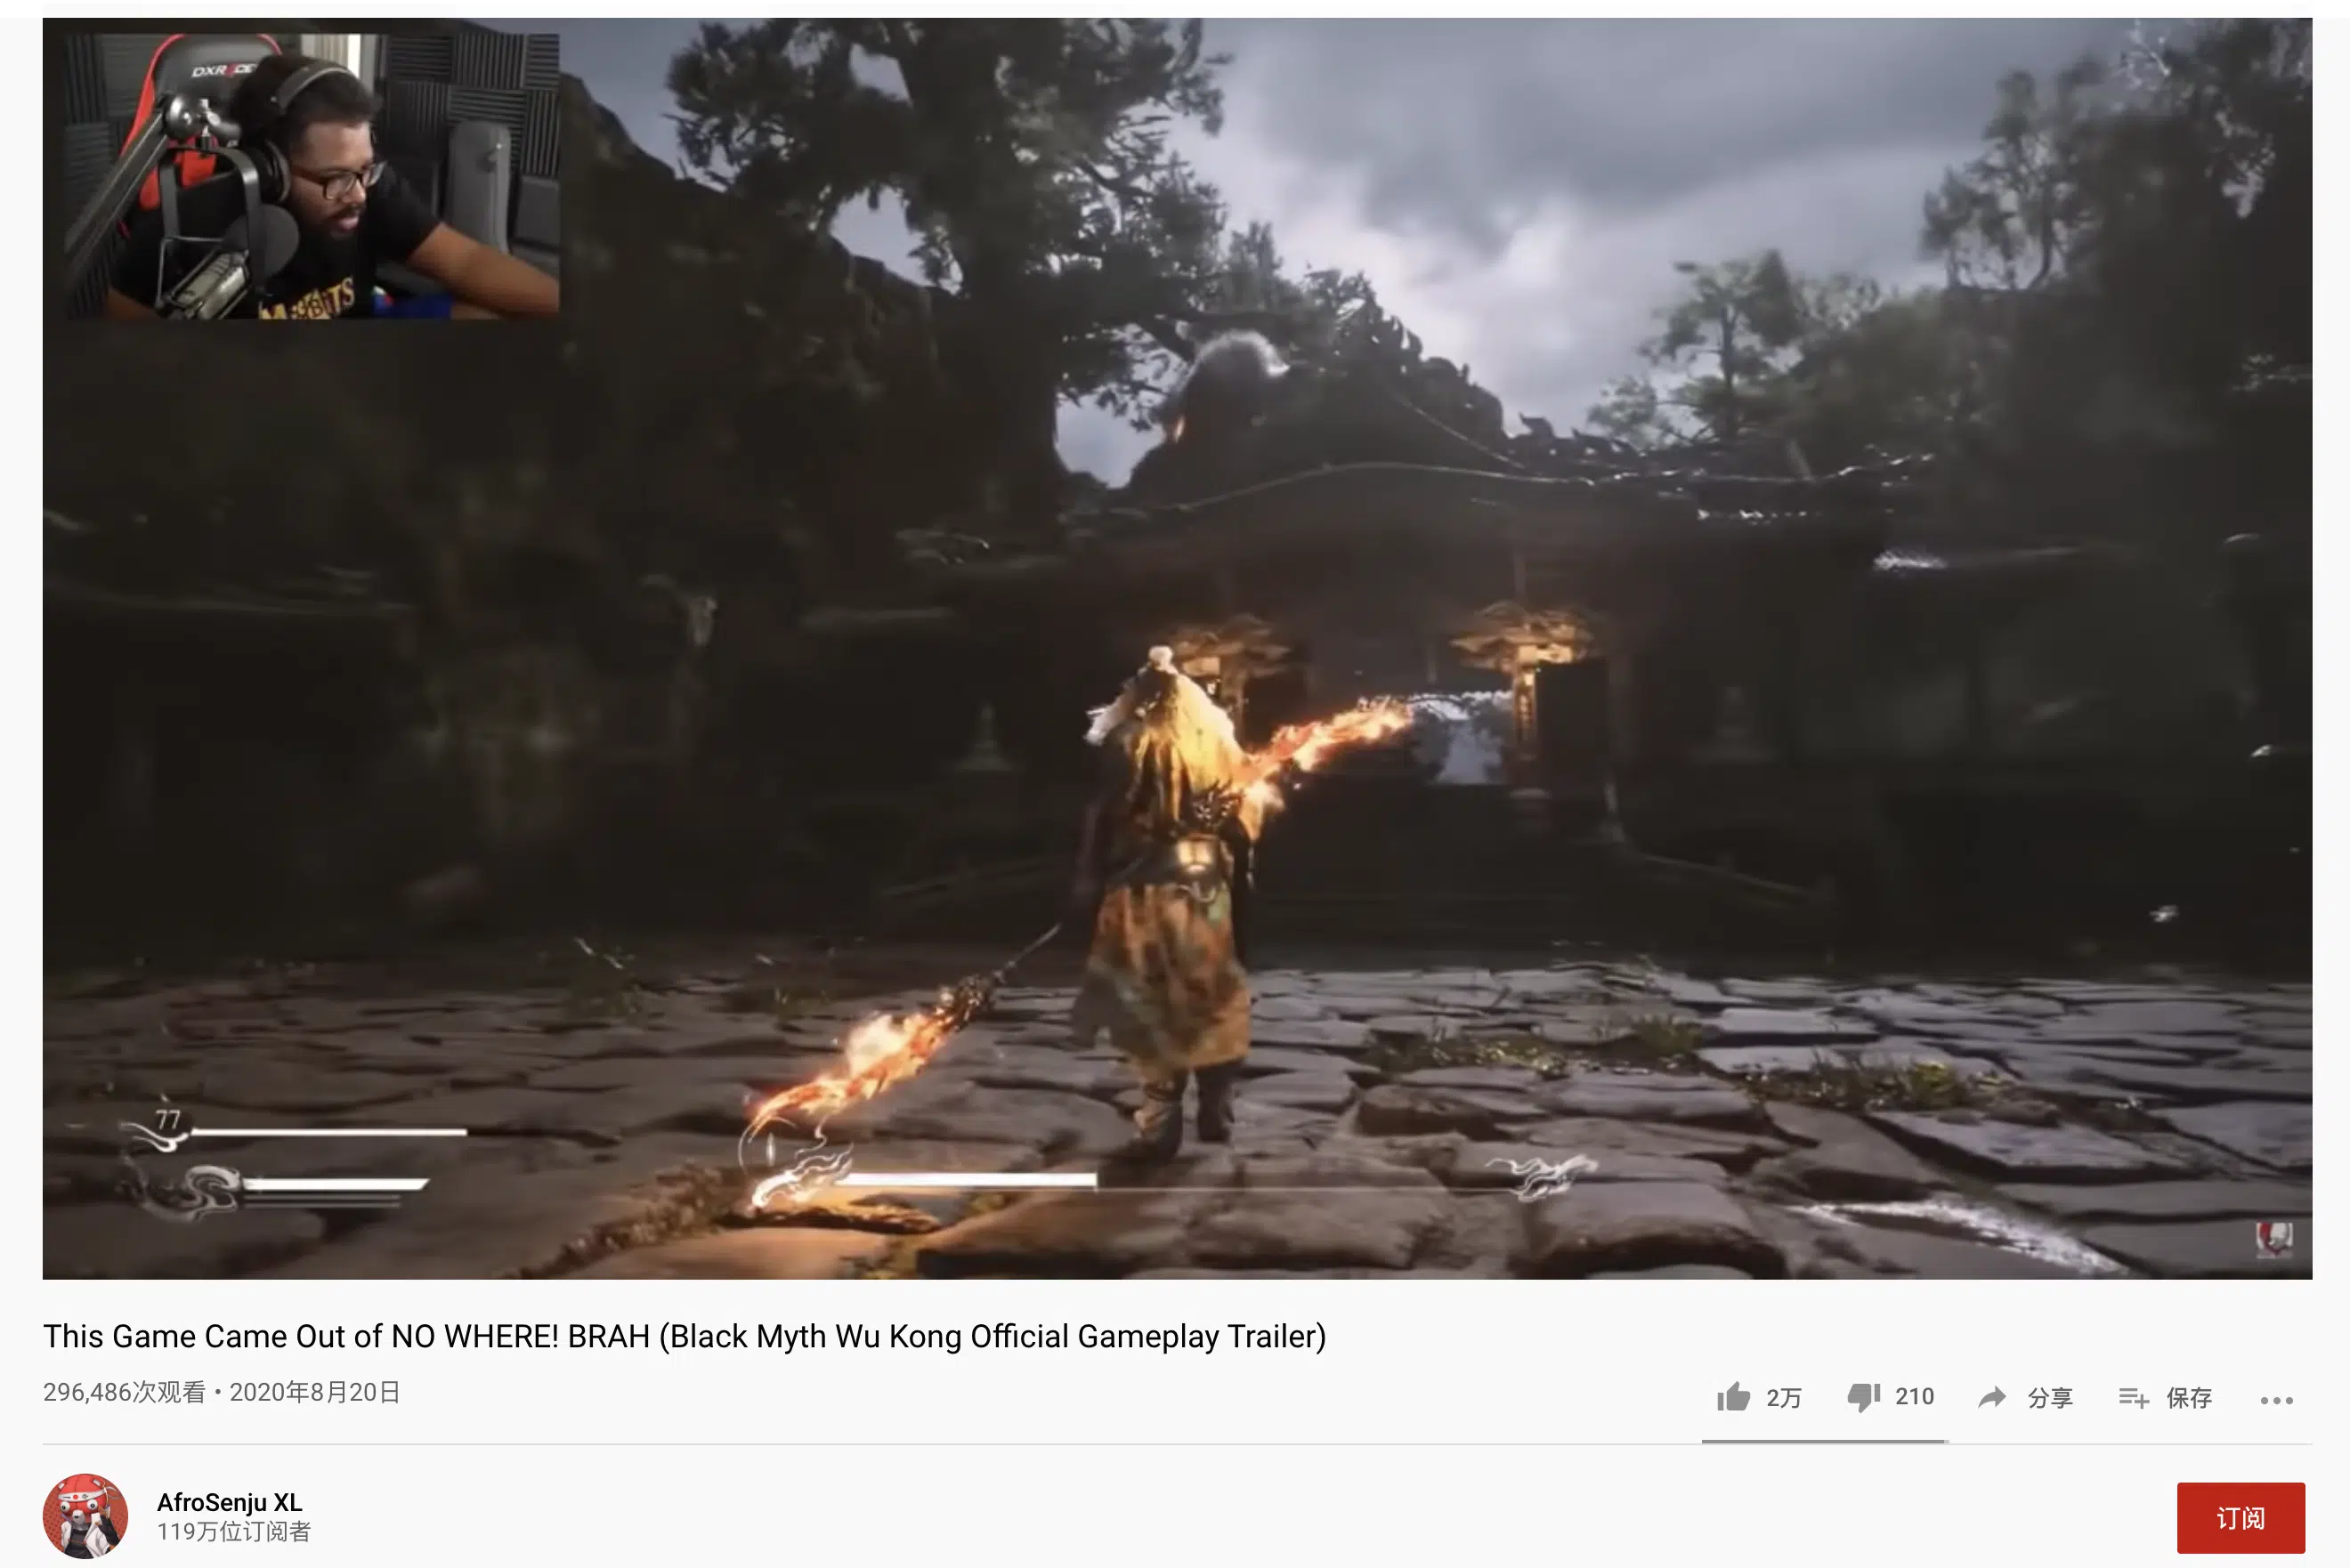 DXRACER
77
This Game Came Out of NO WHERE! BRAH (Black Myth Wu Kong Official Gameplay Trailer)
296,486次观看 • 2020年8月20日
2万
210
分享
保存
AfroSenju XL
119万位订阅者
订阅